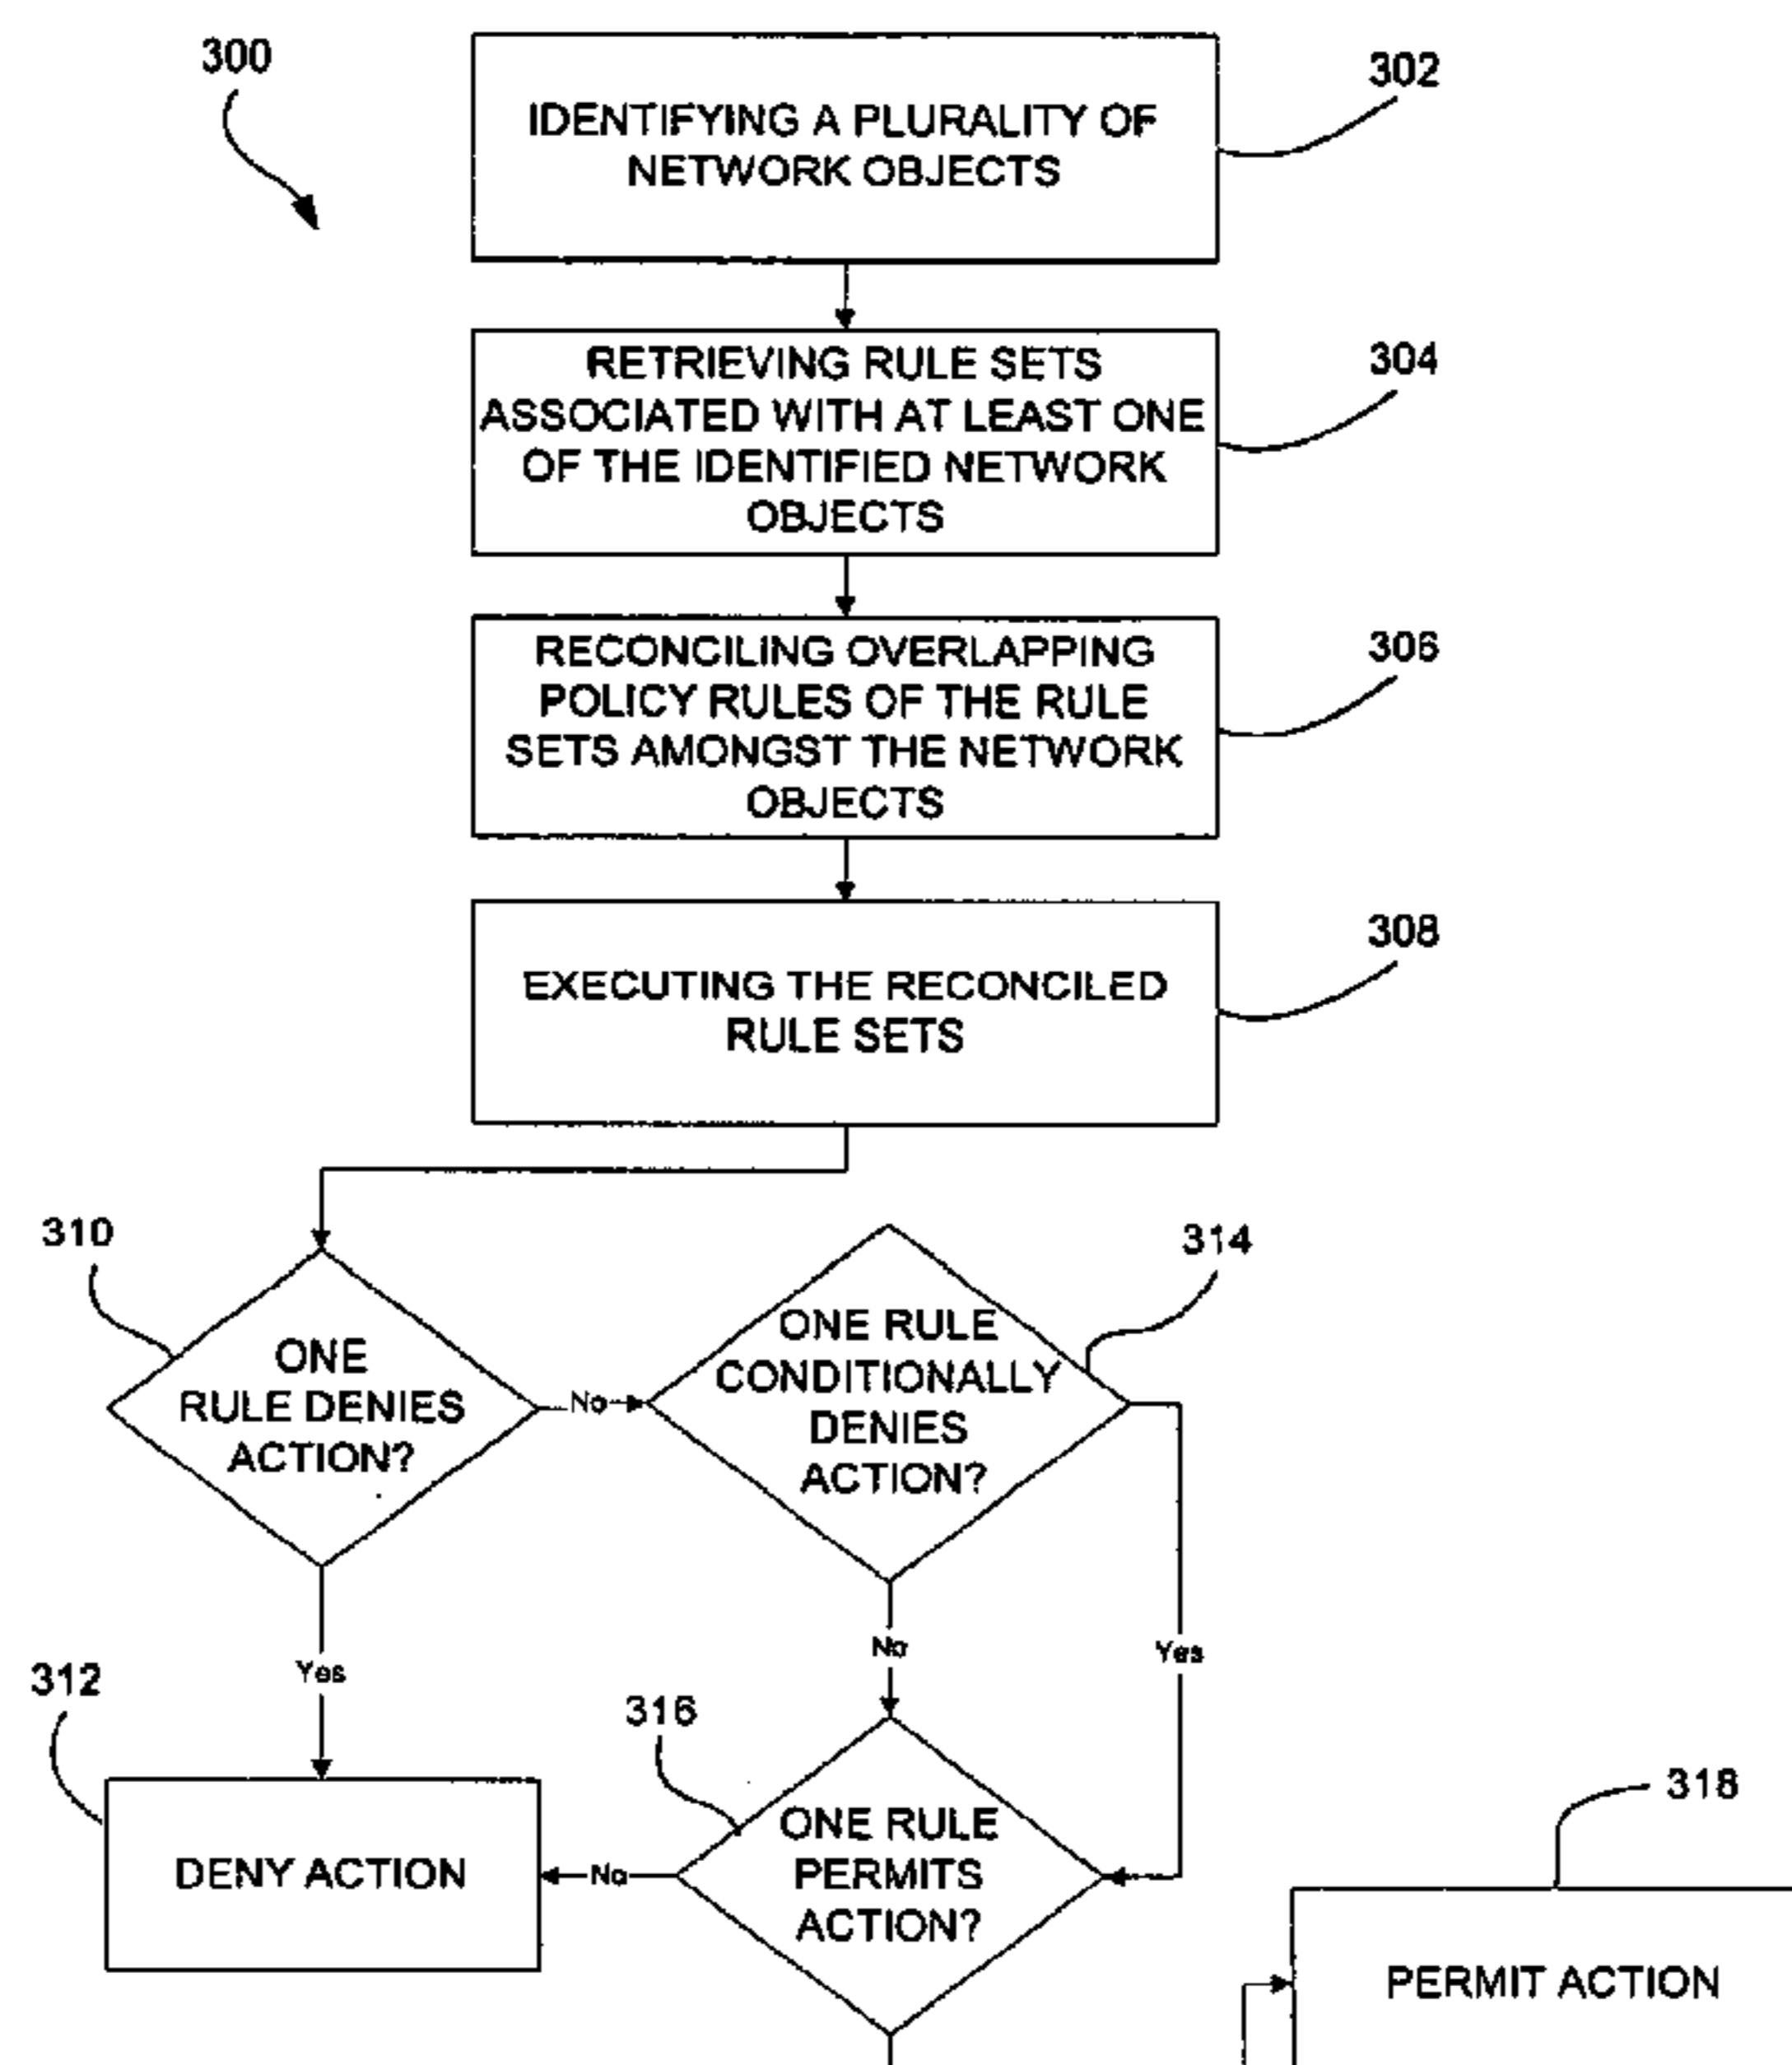 300
302
IDENTIFYING A PLURALITY OF
NETWORK OBJECTS
304
RETRIEVING RULE SETS
ASSOCIATED WITH AT LEAST ONE
OF THE IDENTIFIED NETWORK
OBJECTS
306
RECONCILING OVERLAPPING
POLICY RULES OF THE RULE
SETS AMONGST THE NETWORK
OBJECTS
308
EXECUTING THE RECONCILED
RULE SETS
310
ONE
RULE DENIES
ACTION?
No
314
ONE RULE
CONDITIONALLY
DENIES
ACTION?
Yes
No
Yes
312
DENY ACTION
No
316
ONE RULE
PERMITS
ACTION?
318
PERMIT ACTION